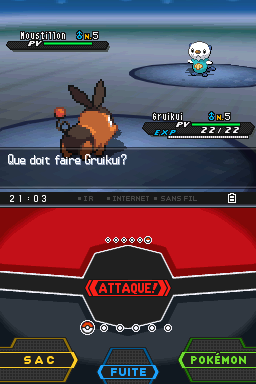 Moustillon ♂ N.5
PV
Gruikui ♂ N.5
PV
EXP 22/22
Que doit faire Gruikui?
21:03 IR INTERNET SANS FIL
ATTAQUE!
SAC
FUITE
POKÉMON